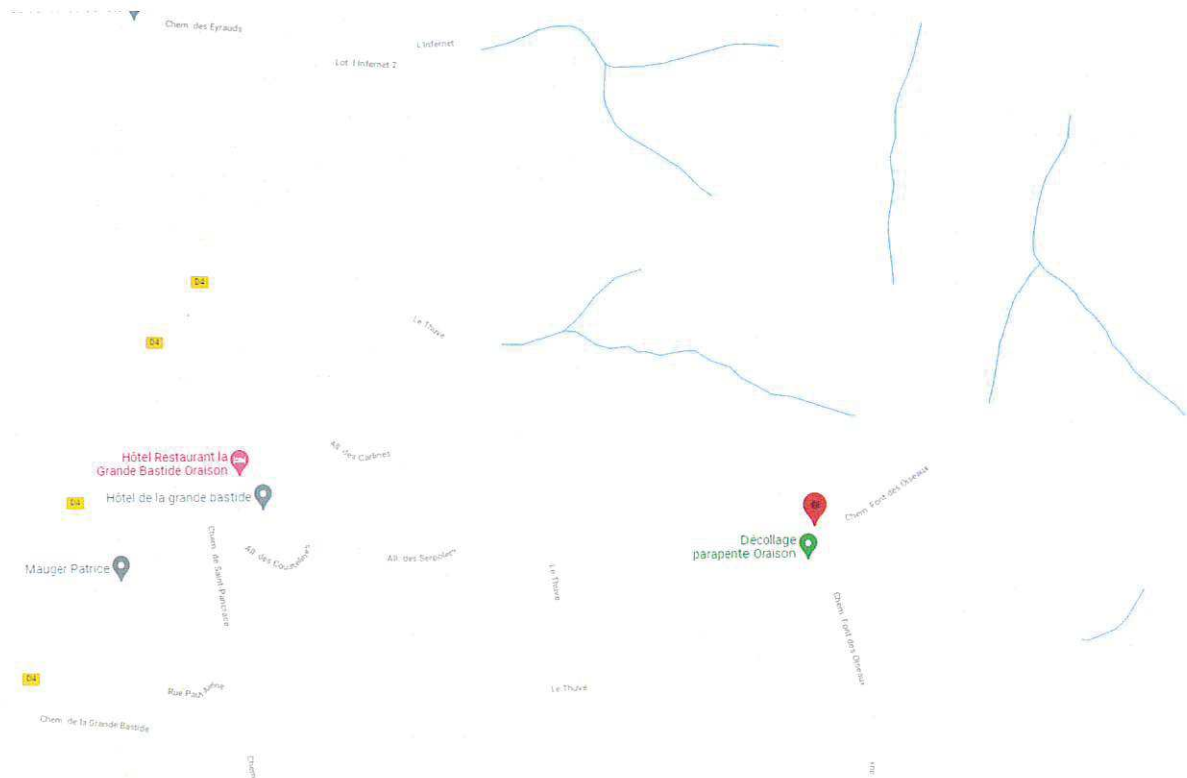 Chem. des Eyrauds
L'Infernet
Lot. l'Infernet 2
D4
Le Thuve
D4
All. des Carlines
Hôtel Restaurant la
Grande Bastide Oraison
Hôtel de la grande bastide
D4
Chem. Font des Oiseaux
Décollage
parapente Oraison
Chem. de Saint-Pancrace
All. des Coussoules
All. des Serpolets
Le Thuve
Mauger Patrice
Chem. Font des Oiseaux
D4
Rue Paul Arène
Le Thuve
Chem. de la Grande Bastide
Chem